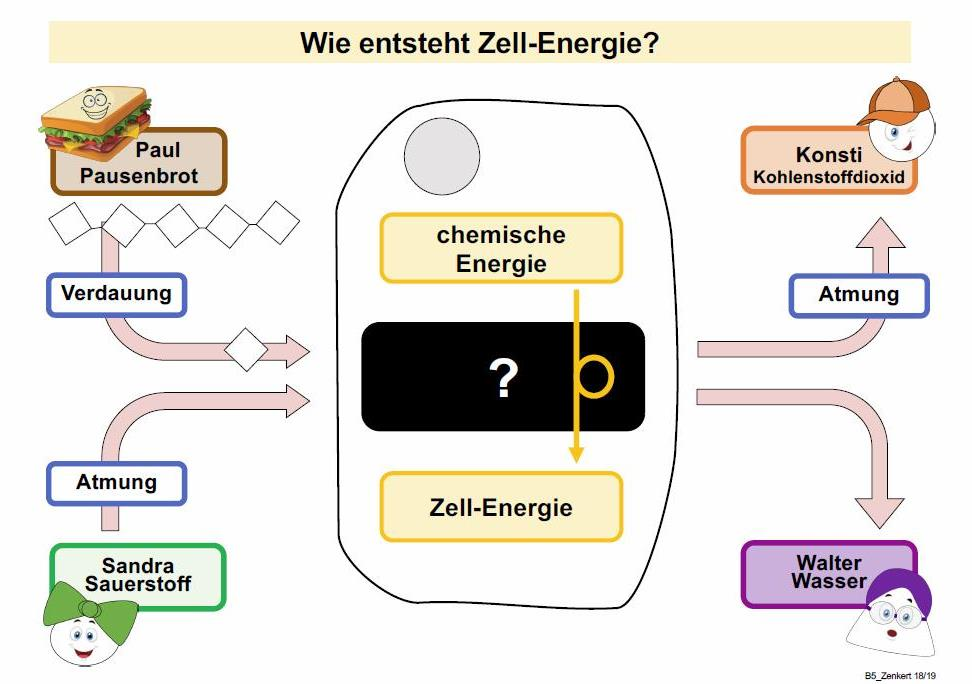 Wie entsteht Zell-Energie?
Paul
Pausenbrot
Verdauung
Atmung
Sandra
Sauerstoff
chemische
Energie
?
Zell-Energie
Konsti
Kohlenstoffdioxid
Atmung
Walter
Wasser
B5_Zenkert 18/19